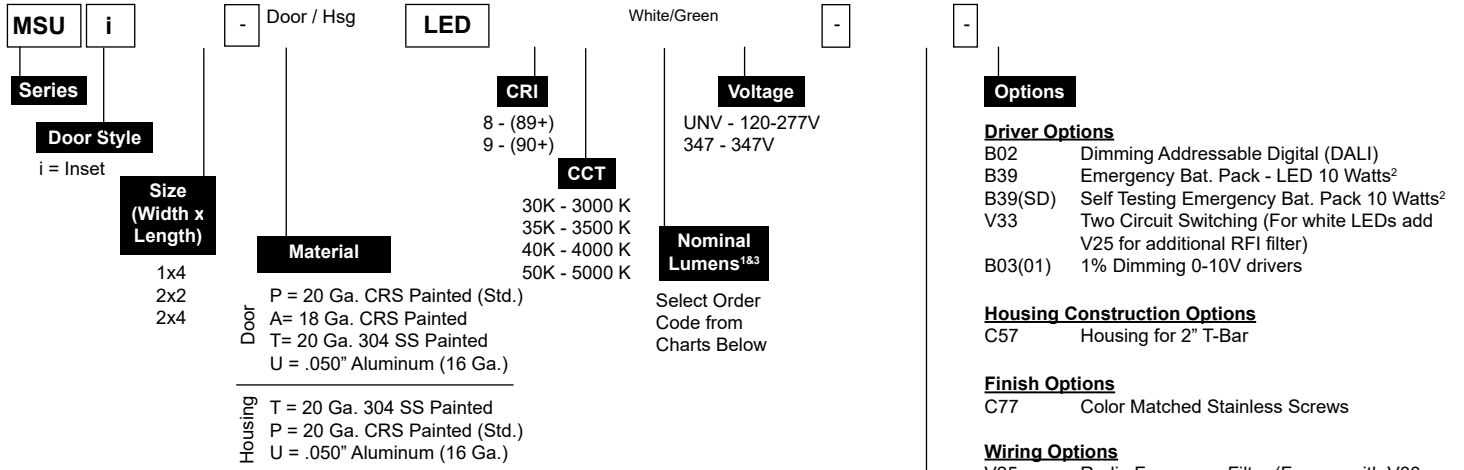 MSU i - Door / Hsg LED White/Green - -
Series
Door Style
i = Inset
Size
(Width x
Length)
1x4
2x2
2x4
Material
Door
P = 20 Ga. CRS Painted (Std.)
A= 18 Ga. CRS Painted
T= 20 Ga. 304 SS Painted
U = .050” Aluminum (16 Ga.)
Housing
T = 20 Ga. 304 SS Painted
P = 20 Ga. CRS Painted (Std.)
U = .050” Aluminum (16 Ga.)
CRI
8 - (89+)
9 - (90+)
CCT
30K - 3000 K
35K - 3500 K
40K - 4000 K
50K - 5000 K
Nominal
Lumens¹&³
Select Order
Code from
Charts Below
Voltage
UNV - 120-277V
347 - 347V
Options
Driver Options
B02 Dimming Addressable Digital (DALI)
B39 Emergency Bat. Pack - LED 10 Watts²
B39(SD) Self Testing Emergency Bat. Pack 10 Watts²
V33 Two Circuit Switching (For white LEDs add
V25 for additional RFI filter)
B03(01) 1% Dimming 0-10V drivers
Housing Construction Options
C57 Housing for 2” T-Bar
Finish Options
C77 Color Matched Stainless Screws
Wiring Options